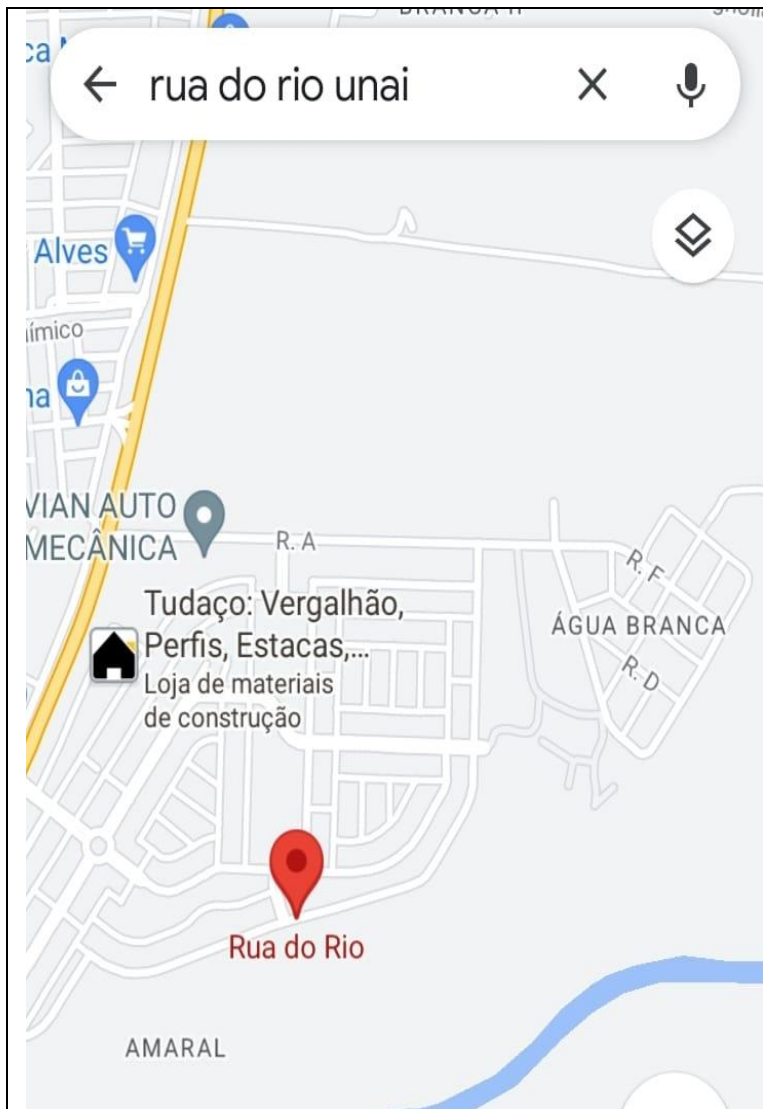 rua do rio unai
Alves
ímico
VIAN AUTO
MECÂNICA
R. A
R. F
Tudaço: Vergalhão,
Perfis, Estacas,...
Loja de materiais
de construção
ÁGUA BRANCA
R. D
Rua do Rio
AMARAL